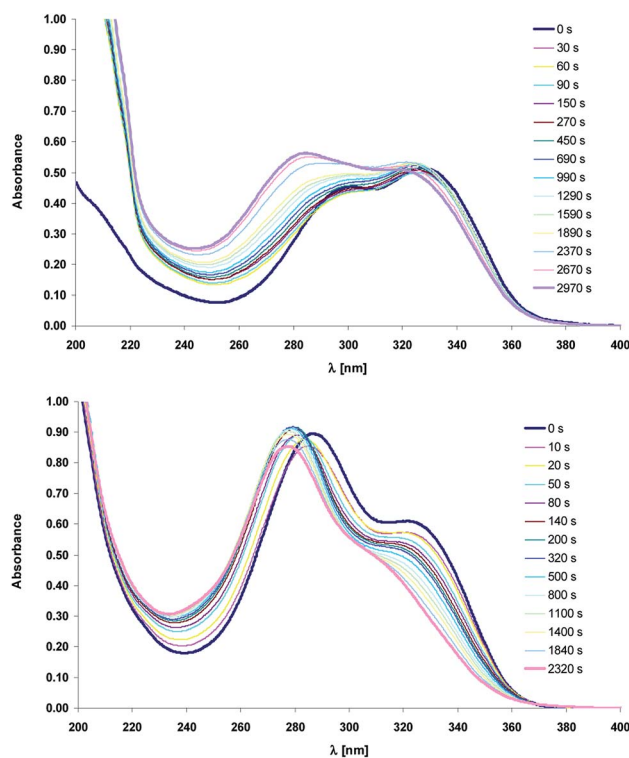 1.00
0.90
0.80
0.70
0.60
0.50
0.40
0.30
0.20
0.10
0.00
Absorbance
200 220 240 260 280 300 320 340 360 380 400
λ [nm]
0 s
30 s
60 s
90 s
150 s
270 s
450 s
690 s
990 s
1290 s
1590 s
1890 s
2370 s
2670 s
2970 s
1.00
0.90
0.80
0.70
0.60
0.50
0.40
0.30
0.20
0.10
0.00
Absorbance
200 220 240 260 280 300 320 340 360 380 400
λ [nm]
0 s
10 s
20 s
50 s
80 s
140 s
200 s
320 s
500 s
800 s
1100 s
1400 s
1840 s
2320 s